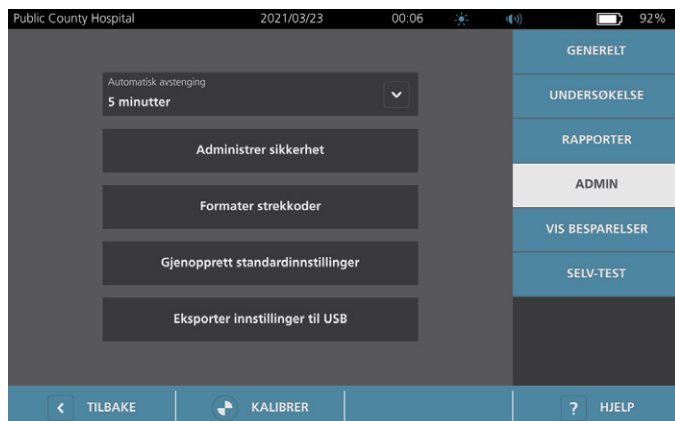 Public County Hospital 2021/03/23 00:06 92%
GENERELT
Automatisk avstenging
5 minutter
UNDERSØKELSE
Administrer sikkerhet
RAPPORTER
ADMIN
Formater strekkoder
VIS BESPARELSER
Gjenopprett standardinnstillinger
SELV-TEST
Eksporter innstillinger til USB
TILBAKE KALIBRER ? HJELP